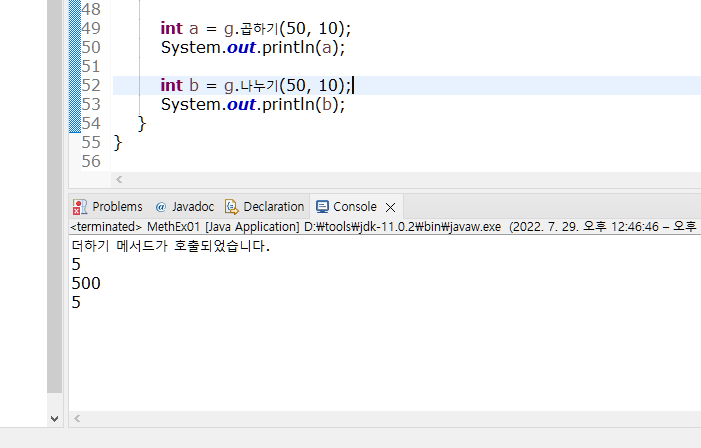 48
49 int a = g.곱하기(50, 10);
50 System.out.println(a);
51
52 int b = g.나누기(50, 10);
53 System.out.println(b);
54 }
55 }
56
Problems @ Javadoc Declaration Console
<terminated> MethEx01 [Java Application] D:₩tools₩jdk-11.0.2₩bin₩javaw.exe (2022. 7. 29. 오후 12:46:46 – 오후
더하기 메서드가 호출되었습니다.
5
500
5